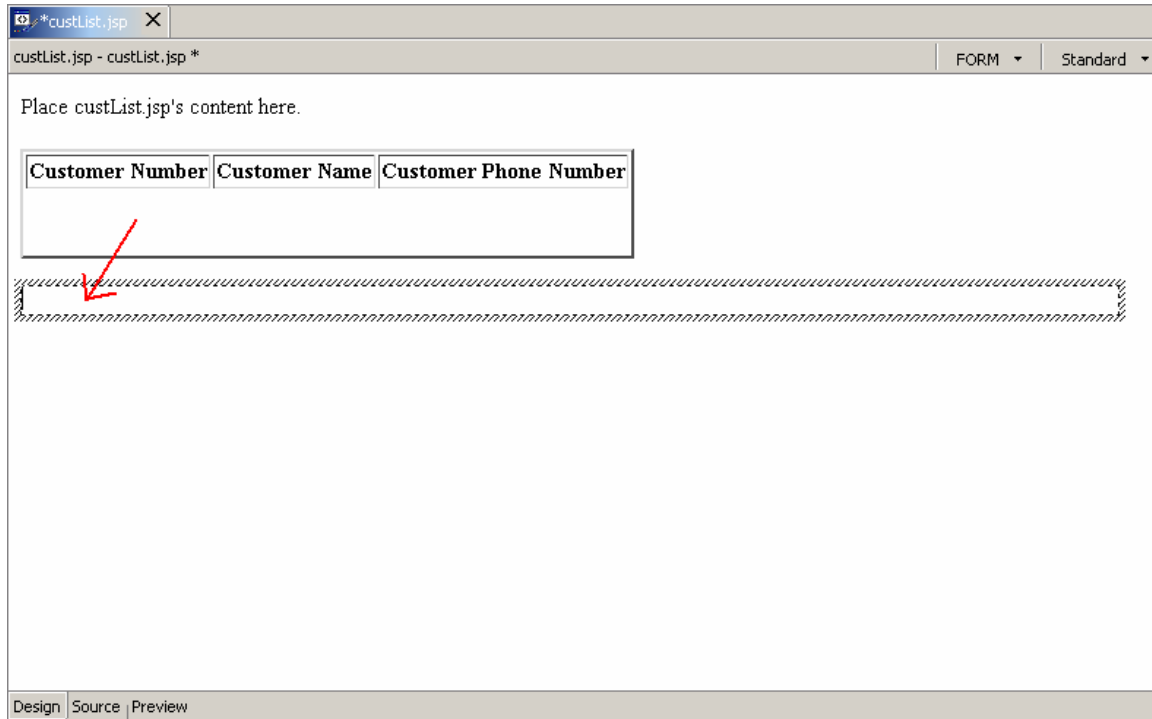 *custList.jsp X
custList.jsp - custList.jsp * FORM Standard
Place custList.jsp's content here.
Customer Number Customer Name Customer Phone Number
Design Source Preview